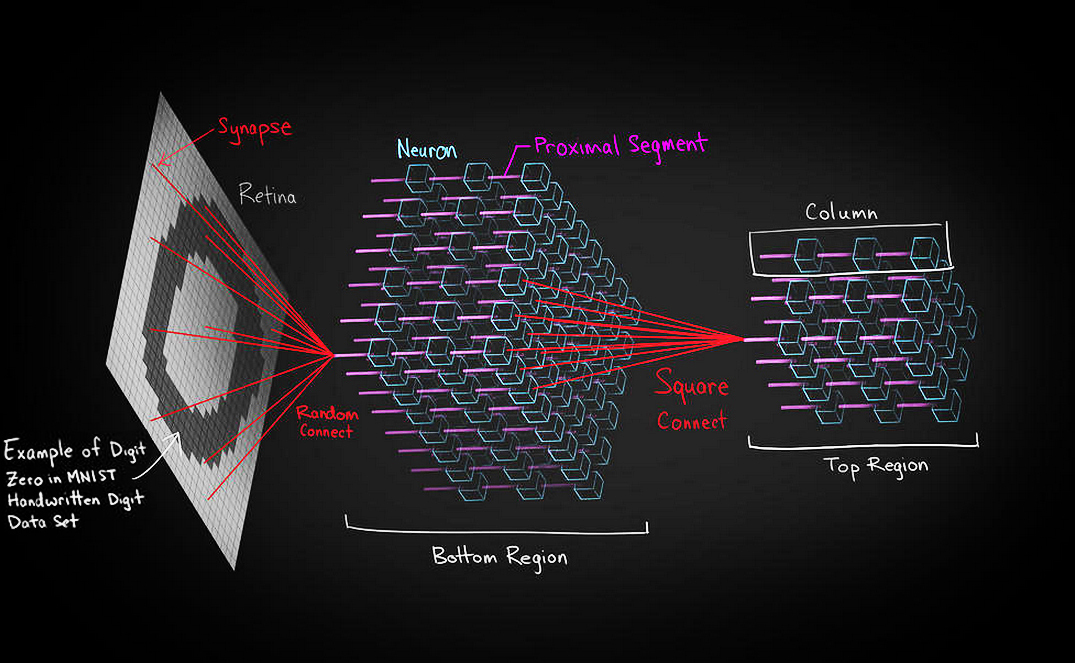 Synapse
Retina
Neuron
Proximal Segment
Column
Random
Connect
Square
Connect
Example of Digit
Zero in MNIST
Handwritten Digit
Data Set
Bottom Region
Top Region